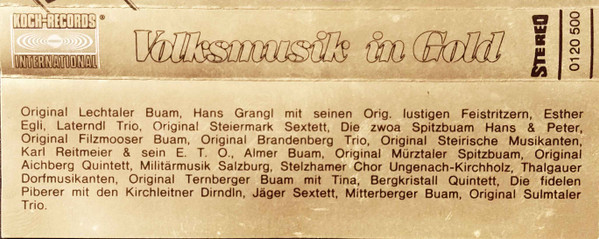 KOCH-RECORDS®
INTERNATIONAL
Volksmusik in Gold
STEREO
0120 500
Original Lechtaler Buam, Hans Grangl mit seinen Orig. lustigen Feistritzern, Esther
Egli, Laterndl Trio, Original Steiermark Sextett, Die zwoa Spitzbuam Hans & Peter,
Original Filzmooser Buam, Original Brandenberg Trio, Original Steirische Musikanten,
Karl Reitmeier & sein E. T. O., Almer Buam, Original Mürztaler Spitzbuam, Original
Aichberg Quintett, Militärmusik Salzburg, Stelzhamer Chor Ungenach-Kirchholz, Thalgauer
Dorfmusikanten, Original Ternberger Buam mit Tina, Bergkristall Quintett, Die fidelen
Piberer mit den Kirchleitner Dirndln, Jäger Sextett, Mitterberger Buam, Original Sulmtaler
Trio.